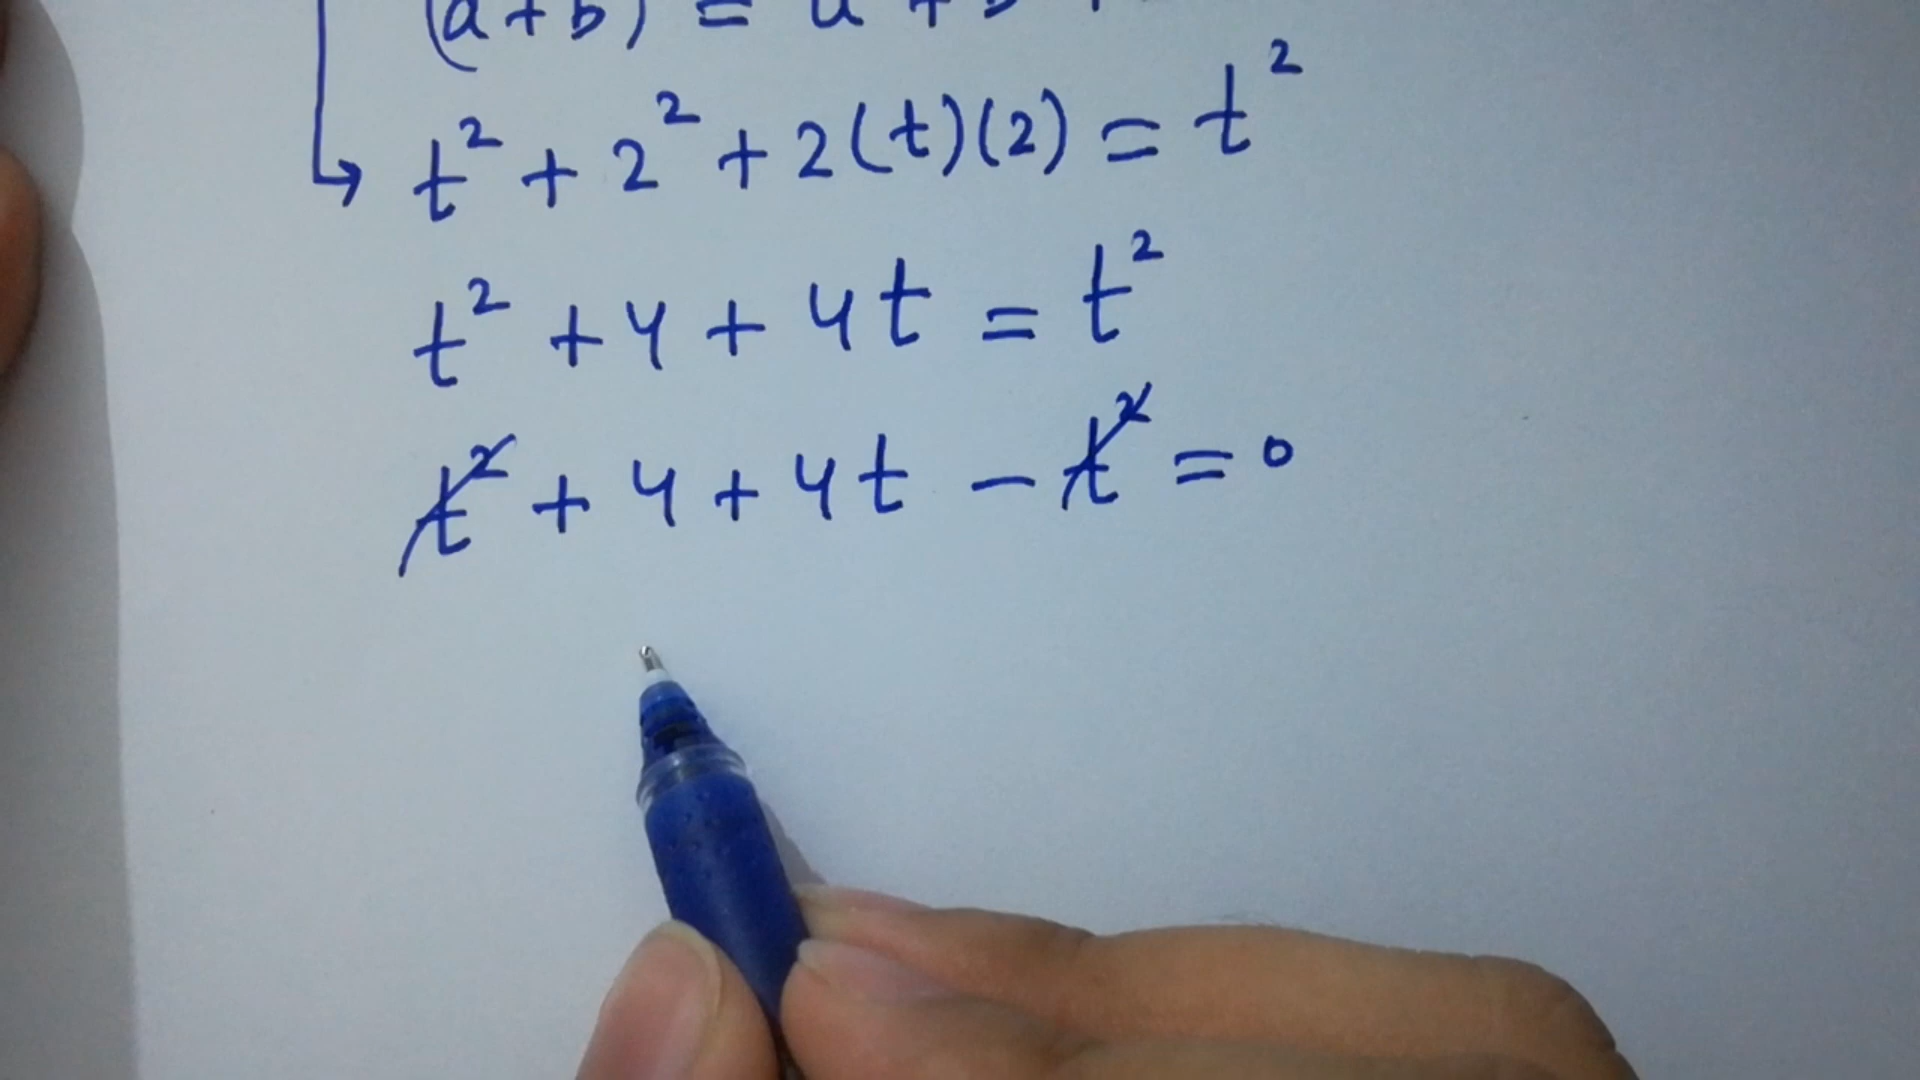 (a+b) = a + b +
t² + 2² + 2(t)(2) = t²
t² + 4 + 4t = t²
t² + 4 + 4t - t² = 0